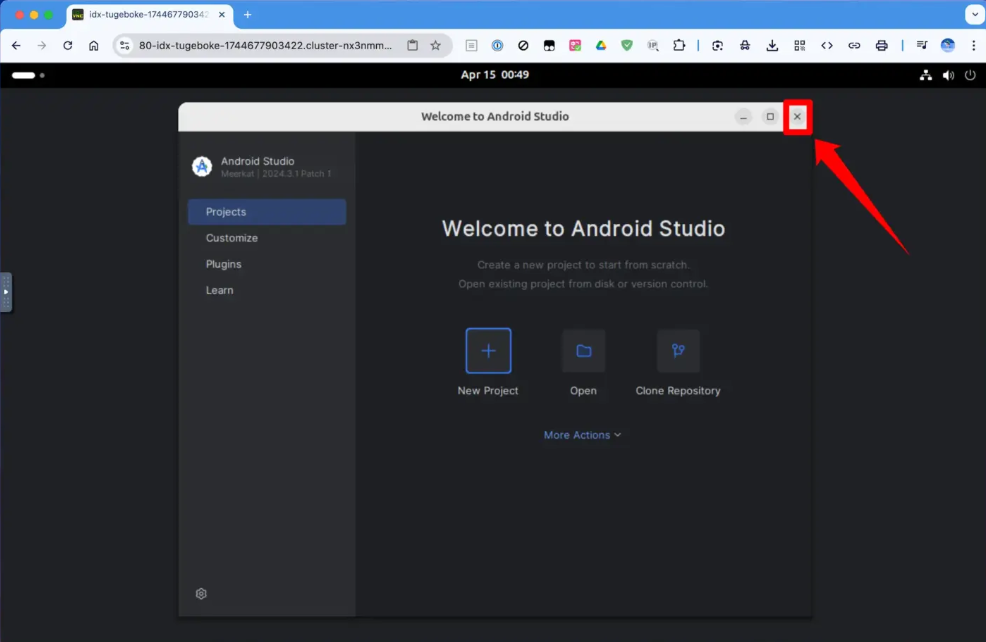 idx-tugeboke-1744677903422
80-idx-tugeboke-1744677903422.cluster-nx3nmm...
Apr 15 00:49
Welcome to Android Studio
Android Studio
Meerkat | 2024.3.1 Patch 1
Projects
Customize
Plugins
Learn
Welcome to Android Studio
Create a new project to start from scratch.
Open existing project from disk or version control.
New Project
Open
Clone Repository
More Actions